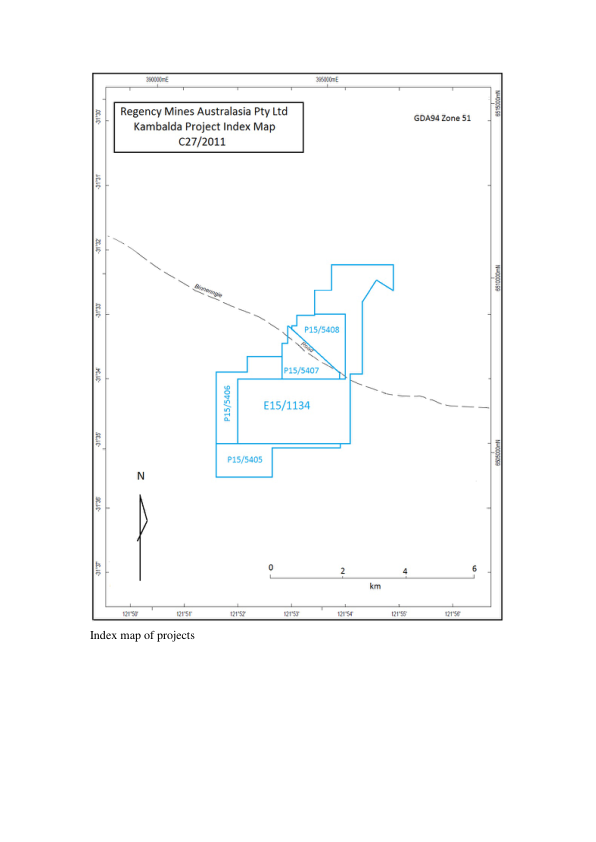 390000mE
395000mE
Regency Mines Australasia Pty Ltd
Kambalda Project Index Map
C27/2011
GDA94 Zone 51
6515000mN
-31°30'
-31°31'
-31°32'
6510000mN
Binneringie
-31°33'
P15/5408
Road
P15/5407
-31°34'
P15/5406
E15/1134
-31°35'
6505000mN
P15/5405
N
-31°36'
-31°37'
0
2
4
6
km
121°50'
121°51'
121°52'
121°53'
121°54'
121°55'
121°56'
Index map of projects